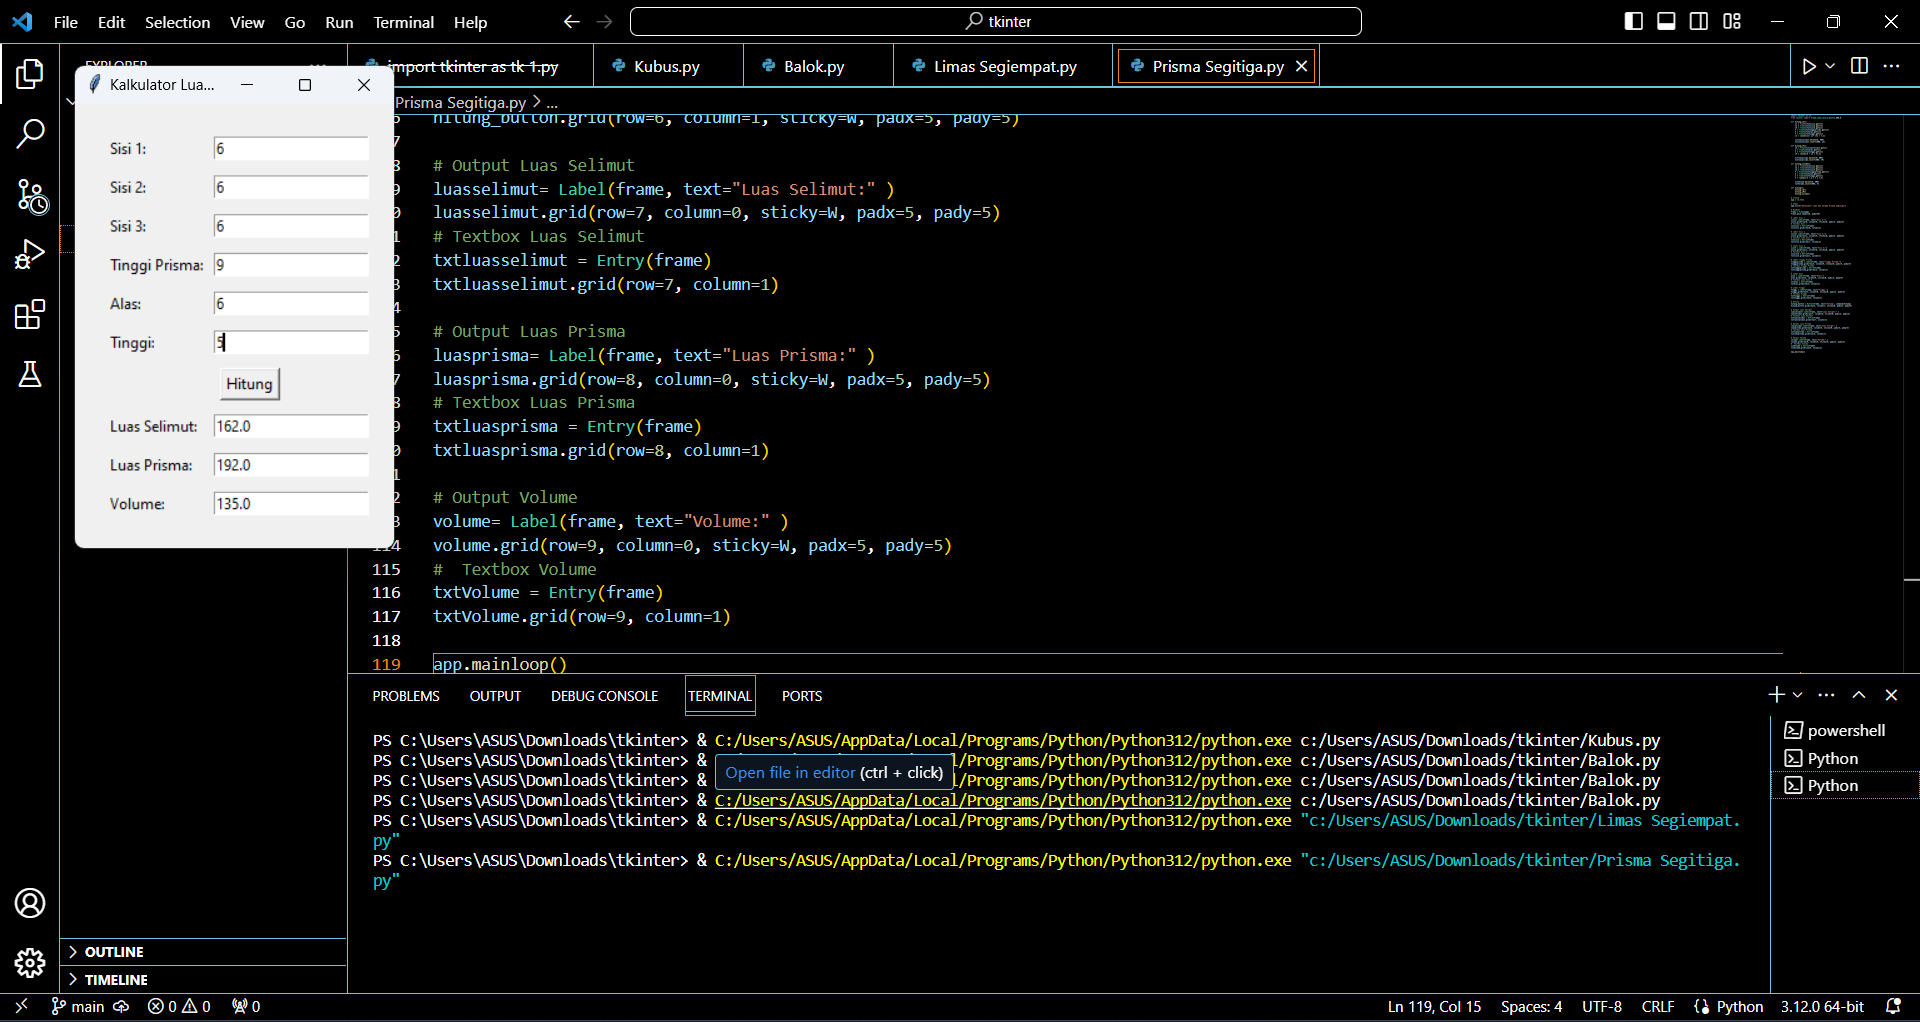 File Edit Selection View Go Run Terminal Help
tkinter
import tkinter as tk 1.py
Kubus.py
Balok.py
Limas Segiempat.py
Prisma Segitiga.py
Prisma Segitiga.py > ...
Kalkulator Lua...
Sisi 1: 6
Sisi 2: 6
Sisi 3: 6
Tinggi Prisma: 9
Alas: 6
Tinggi: 5
Hitung
Luas Selimut: 162.0
Luas Prisma: 192.0
Volume: 135.0
hitung_button.grid(row=6, column=1, sticky=W, padx=5, pady=5)
# Output Luas Selimut
luasselimut= Label(frame, text="Luas Selimut:" )
luasselimut.grid(row=7, column=0, sticky=W, padx=5, pady=5)
# Textbox Luas Selimut
txtluasselimut = Entry(frame)
txtluasselimut.grid(row=7, column=1)
# Output Luas Prisma
luasprisma= Label(frame, text="Luas Prisma:" )
luasprisma.grid(row=8, column=0, sticky=W, padx=5, pady=5)
# Textbox Luas Prisma
txtluasprisma = Entry(frame)
txtluasprisma.grid(row=8, column=1)
# Output Volume
volume= Label(frame, text="Volume:" )
volume.grid(row=9, column=0, sticky=W, padx=5, pady=5)
115 #  Textbox Volume
116 txtVolume = Entry(frame)
117 txtVolume.grid(row=9, column=1)
118
119 app.mainloop()
PROBLEMS OUTPUT DEBUG CONSOLE TERMINAL PORTS
PS C:\Users\ASUS\Downloads\tkinter> & C:/Users/ASUS/AppData/Local/Programs/Python/Python312/python.exe c:/Users/ASUS/Downloads/tkinter/Kubus.py
PS C:\Users\ASUS\Downloads\tkinter> & l/Programs/Python/Python312/python.exe c:/Users/ASUS/Downloads/tkinter/Balok.py
Open file in editor (ctrl + click)
PS C:\Users\ASUS\Downloads\tkinter> & l/Programs/Python/Python312/python.exe c:/Users/ASUS/Downloads/tkinter/Balok.py
PS C:\Users\ASUS\Downloads\tkinter> & C:/Users/ASUS/AppData/Local/Programs/Python/Python312/python.exe c:/Users/ASUS/Downloads/tkinter/Balok.py
PS C:\Users\ASUS\Downloads\tkinter> & C:/Users/ASUS/AppData/Local/Programs/Python/Python312/python.exe "c:/Users/ASUS/Downloads/tkinter/Limas Segiempat.
py"
PS C:\Users\ASUS\Downloads\tkinter> & C:/Users/ASUS/AppData/Local/Programs/Python/Python312/python.exe "c:/Users/ASUS/Downloads/tkinter/Prisma Segitiga.
py"
powershell
Python
Python
OUTLINE
TIMELINE
main 0 0 0
Ln 119, Col 15 Spaces: 4 UTF-8 CRLF Python 3.12.0 64-bit